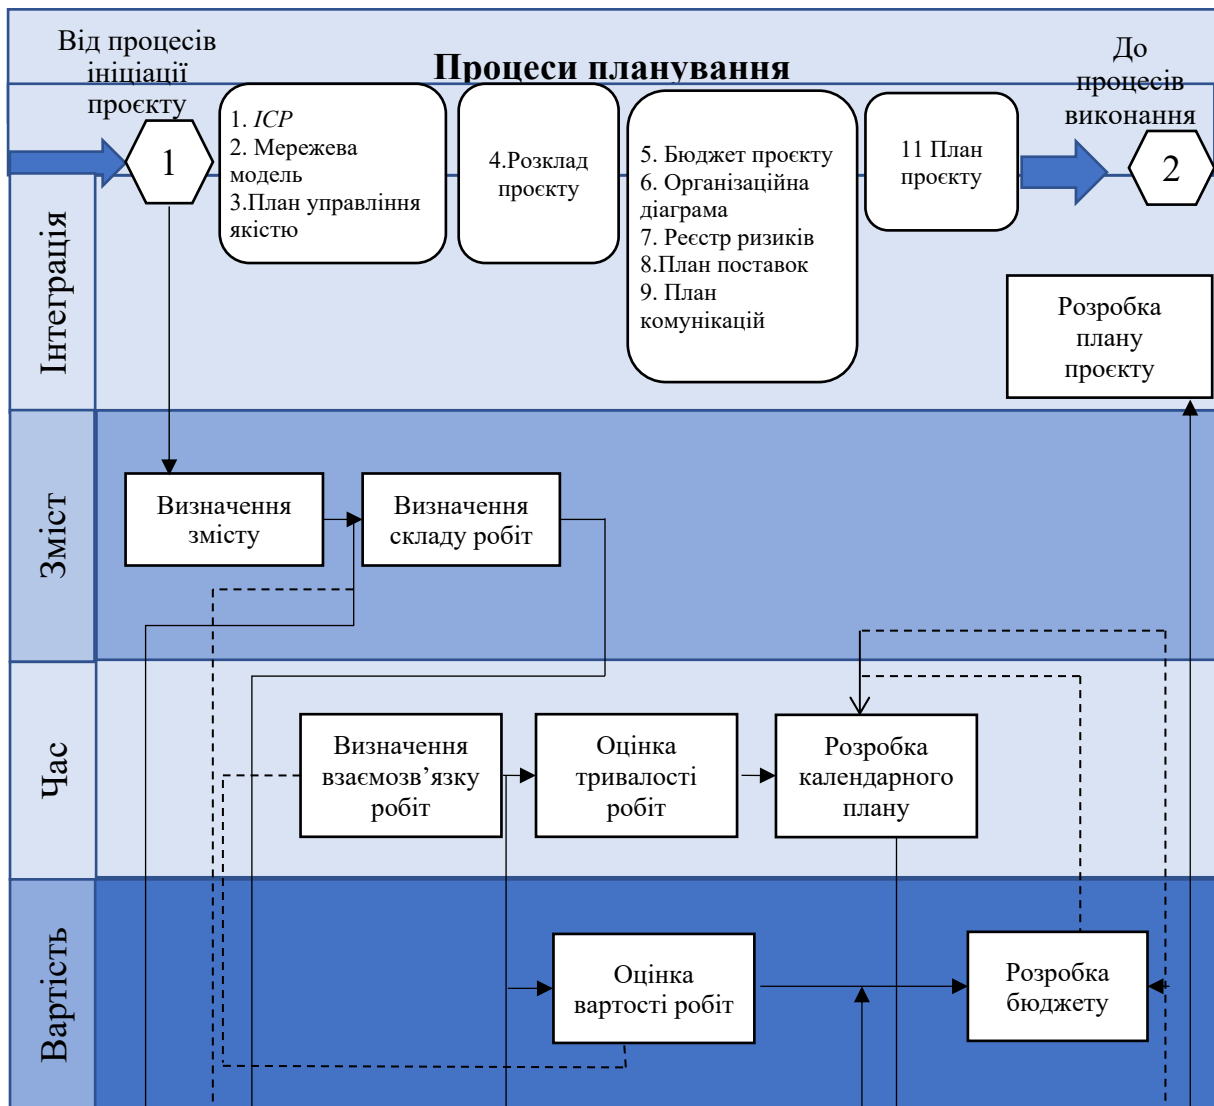 Від процесів
ініціації
проєкту
Процеси планування
До
процесів
виконання
1
1. ІСР
2. Мережева
модель
3.План управління
якістю
4.Розклад
проєкту
5. Бюджет проєкту
6. Організаційна
діаграма
7. Реєстр ризиків
8.План поставок
9. План
комунікацій
11 План
проєкту
2
Інтеграція
Розробка
плану
проєкту
Зміст
Визначення
змісту
Визначення
складу робіт
Час
Визначення
взаємозв’язку
робіт
Оцінка
тривалості
робіт
Розробка
календарного
плану
Вартість
Оцінка
вартості робіт
Розробка
бюджету